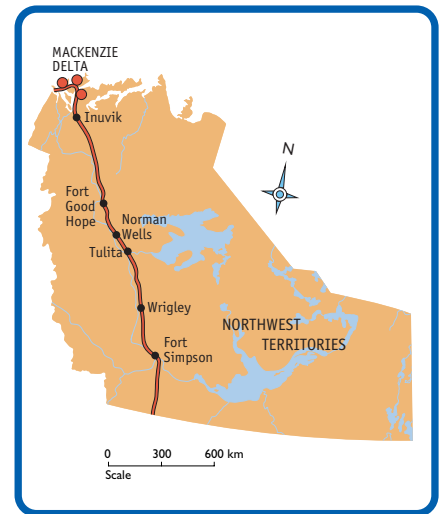 MACKENZIE
DELTA
Inuvik
N
Fort
Good
Hope
Norman
Wells
Tulita
Wrigley
NORTHWEST
TERRITORIES
Fort
Simpson
0 300 600 km
Scale